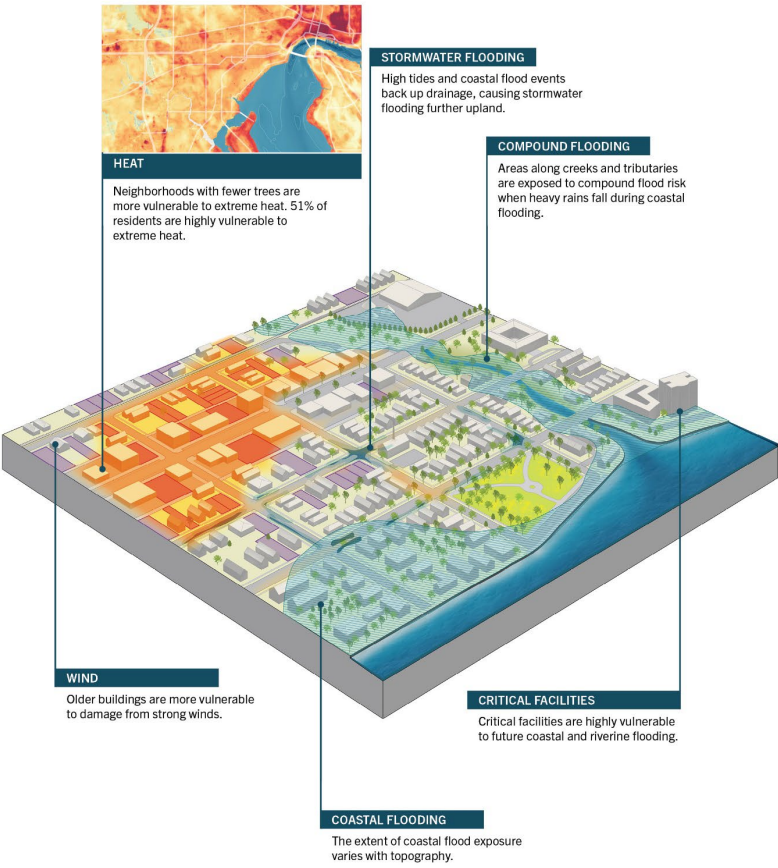 STORMWATER FLOODING
High tides and coastal flood events
back up drainage, causing stormwater
flooding further upland.
COMPOUND FLOODING
Areas along creeks and tributaries
are exposed to compound flood risk
when heavy rains fall during coastal
flooding.
HEAT
Neighborhoods with fewer trees are
more vulnerable to extreme heat. 51% of
residents are highly vulnerable to
extreme heat.
WIND
Older buildings are more vulnerable
to damage from strong winds.
CRITICAL FACILITIES
Critical facilities are highly vulnerable
to future coastal and riverine flooding.
COASTAL FLOODING
The extent of coastal flood exposure
varies with topography.